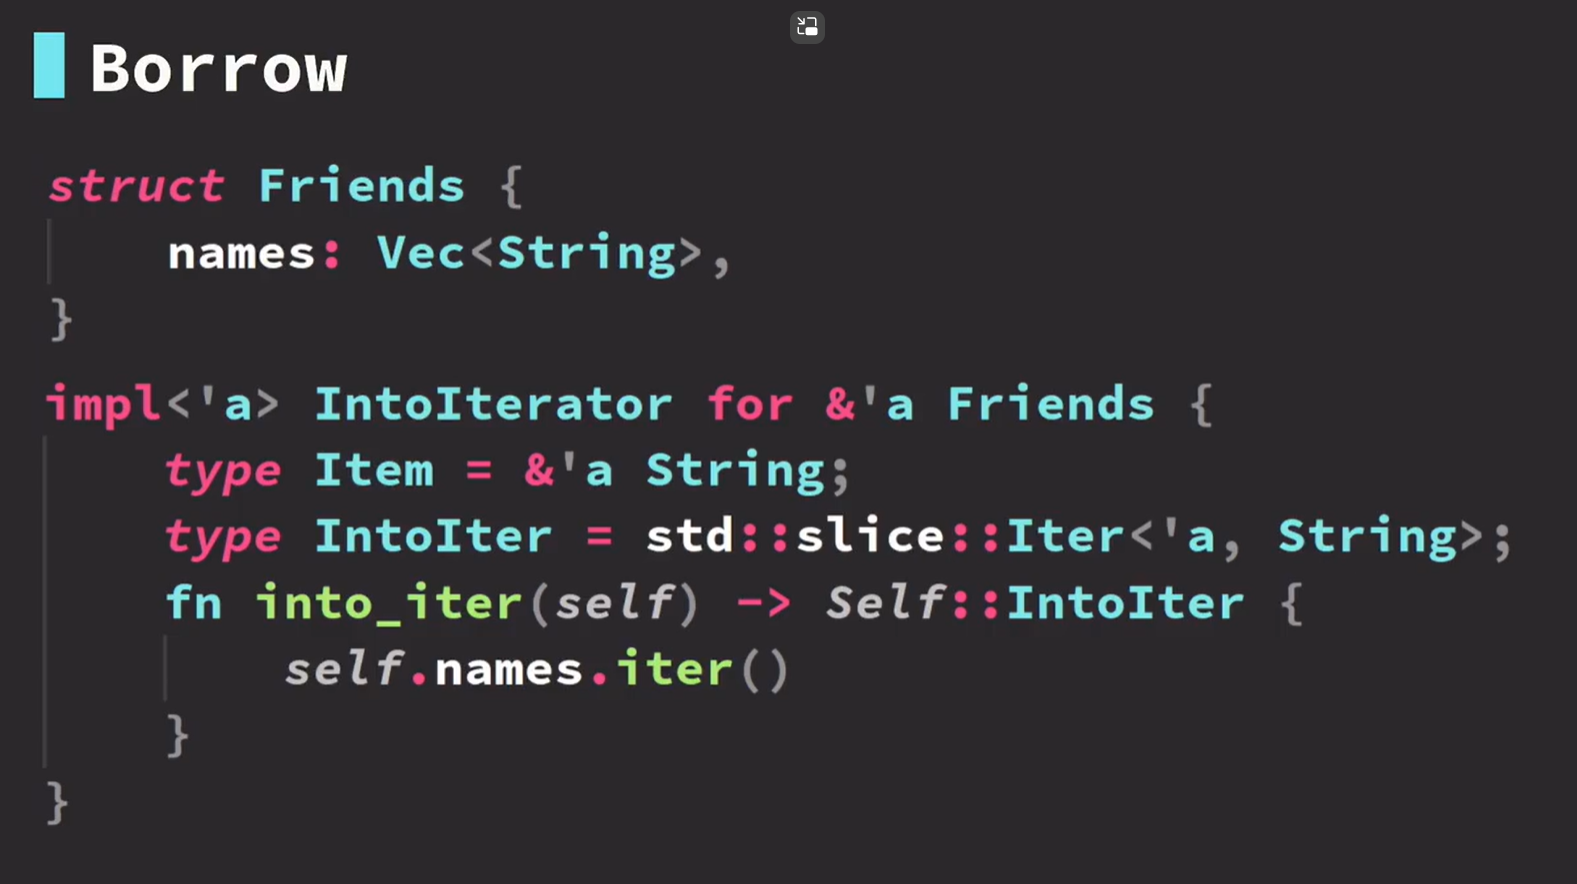 Borrow
struct Friends {
    names: Vec<String>,
}
impl<'a> IntoIterator for &'a Friends {
    type Item = &'a String;
    type IntoIter = std::slice::Iter<'a, String>;
    fn into_iter(self) -> Self::IntoIter {
        self.names.iter()
    }
}